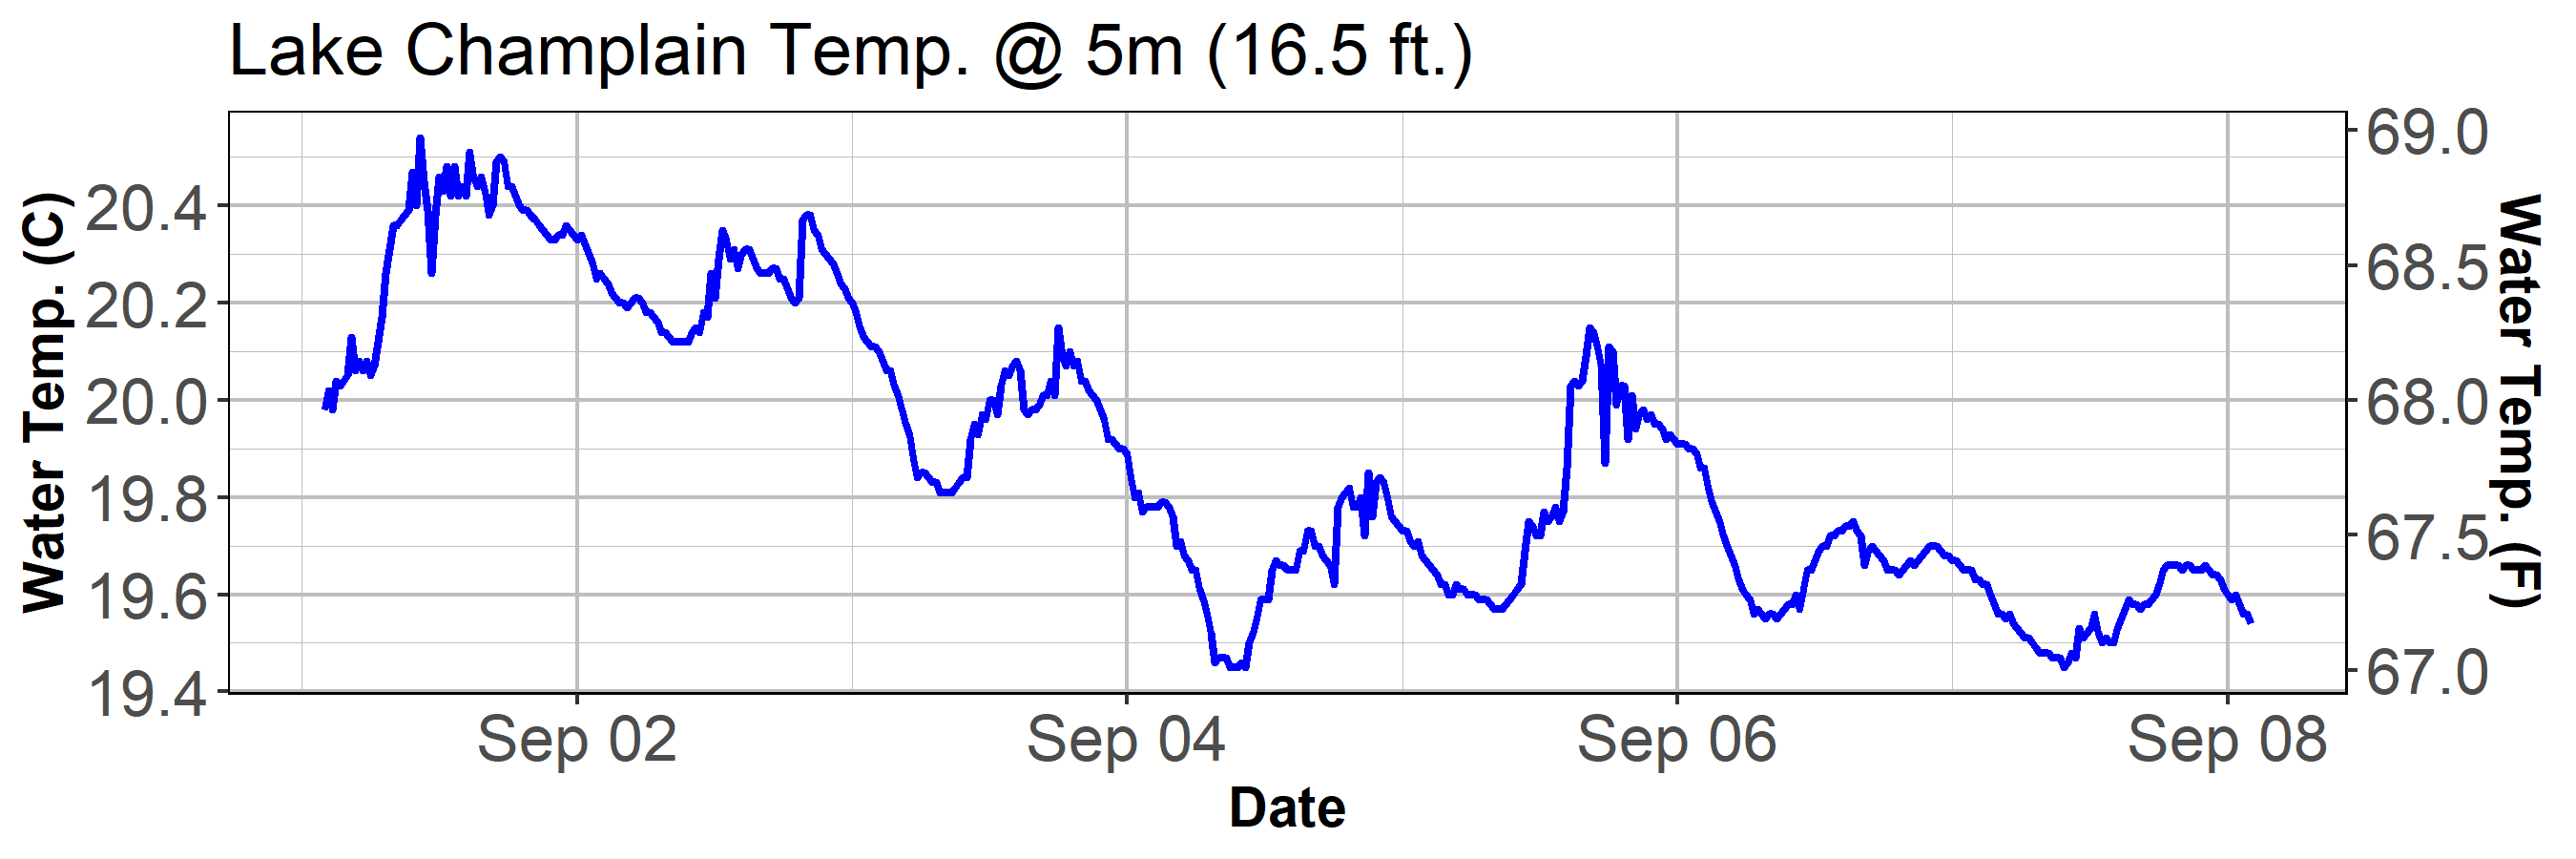 Lake Champlain Temp. @ 5m (16.5 ft.)
Water Temp. (C)
20.4
20.2
20.0
19.8
19.6
19.4
69.0
68.5
68.0
67.5
67.0
Water Temp. (F)
Sep 02 Sep 04 Sep 06 Sep 08
Date